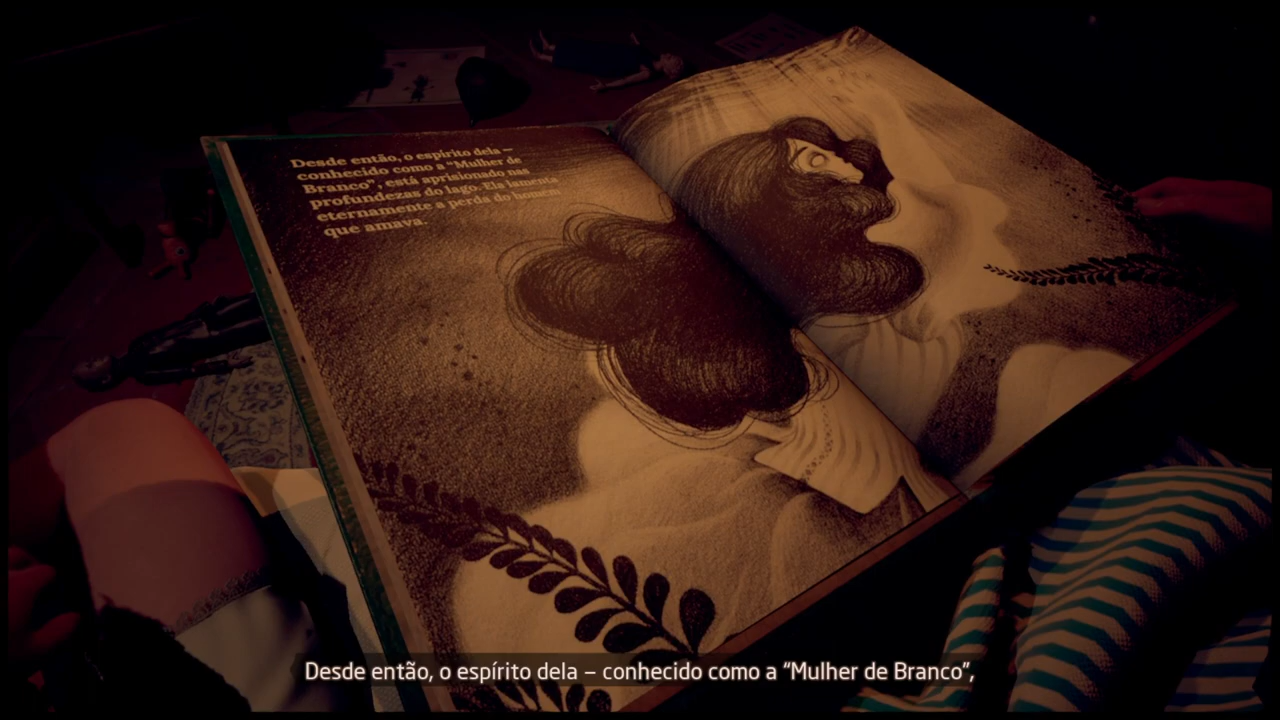 Desde então, o espírito dela —
conhecido como a “Mulher de
Branco”, está aprisionado nas
profundezas do lago. Ela lamenta
eternamente a perda do homem
que amava.
Desde então, o espírito dela – conhecido como a “Mulher de Branco”,